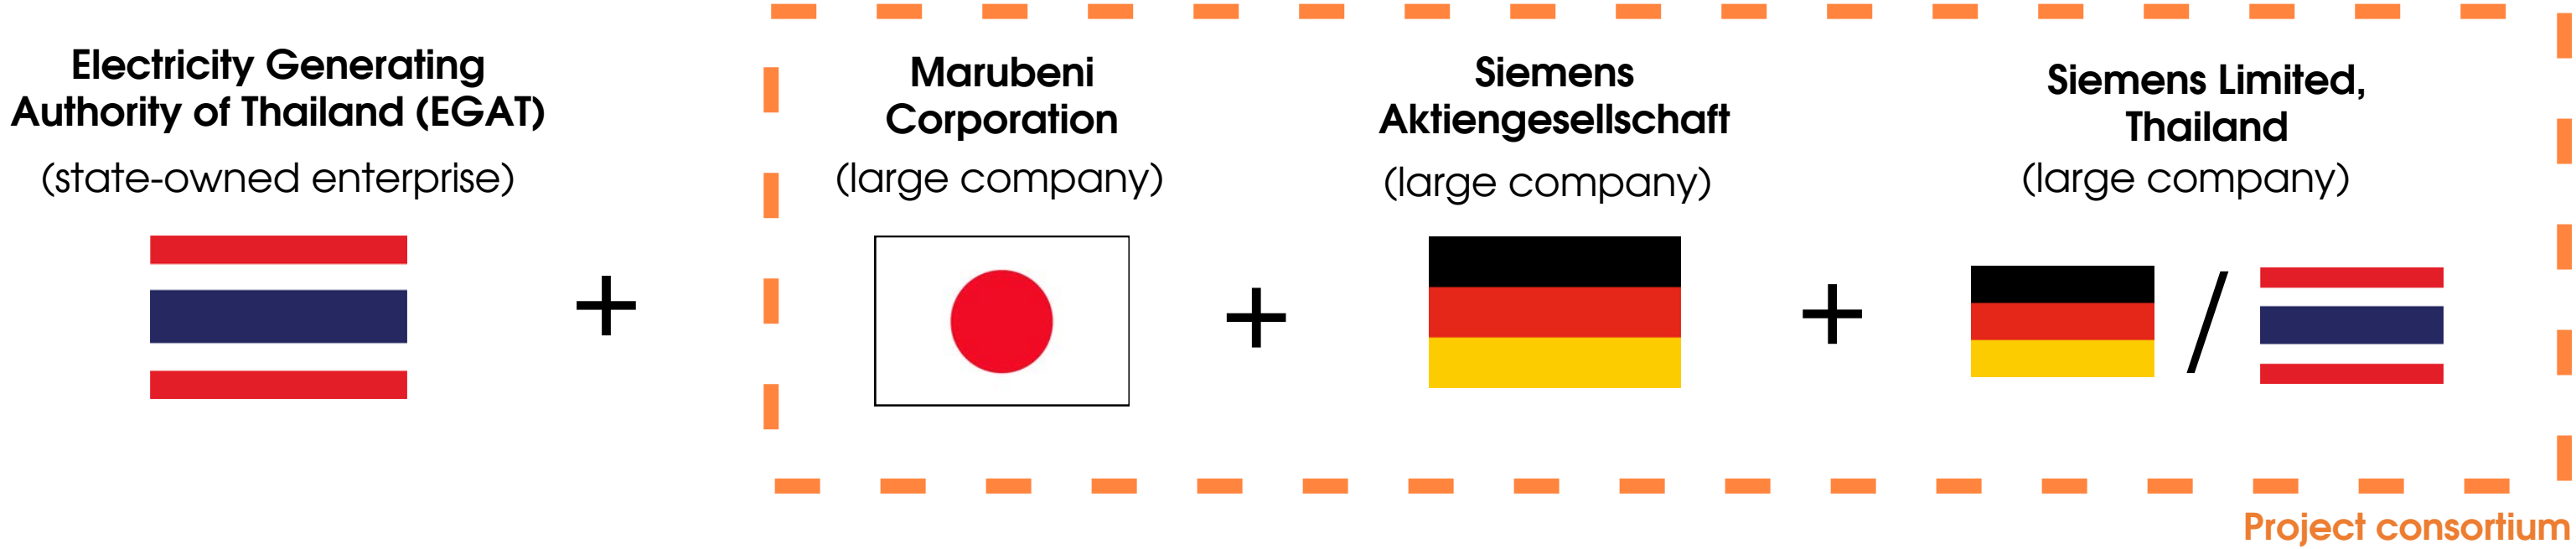 Electricity Generating
Authority of Thailand (EGAT)
(state-owned enterprise)
+
Marubeni
Corporation
(large company)
+
Siemens
Aktiengesellschaft
(large company)
+
Siemens Limited,
Thailand
(large company)
/
Project consortium